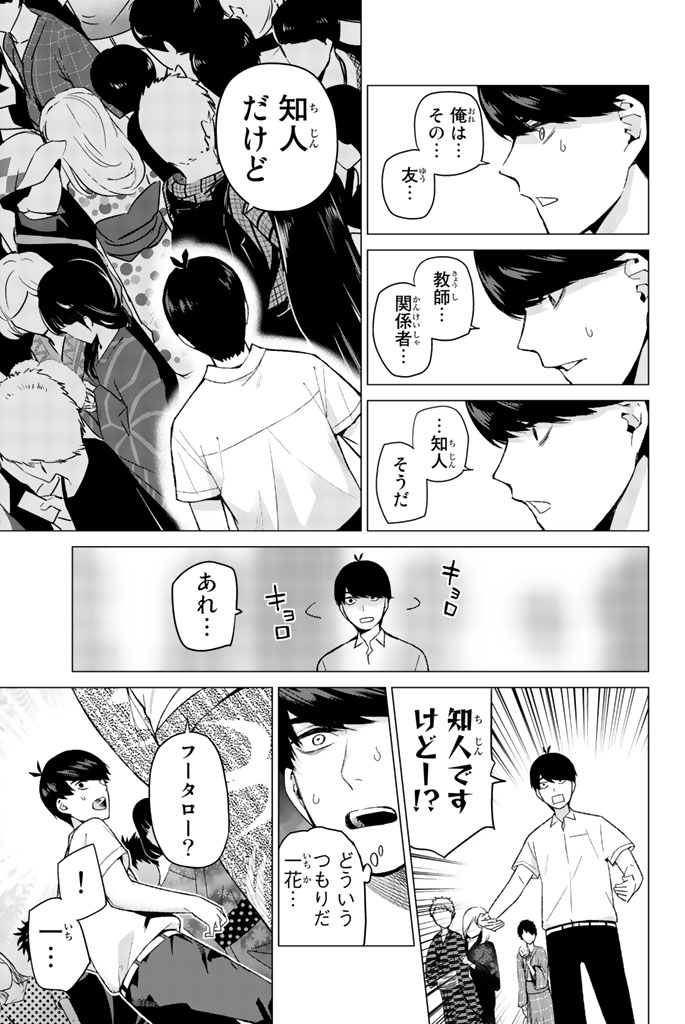 俺は…
その…
友…
教師…
関係者…
…知人
そうだ
知人
だけど
キョロ
キョロ
あれ…
知人です
けどー!?
どういう
つもりだ
一花…
フータロー?
!
一…